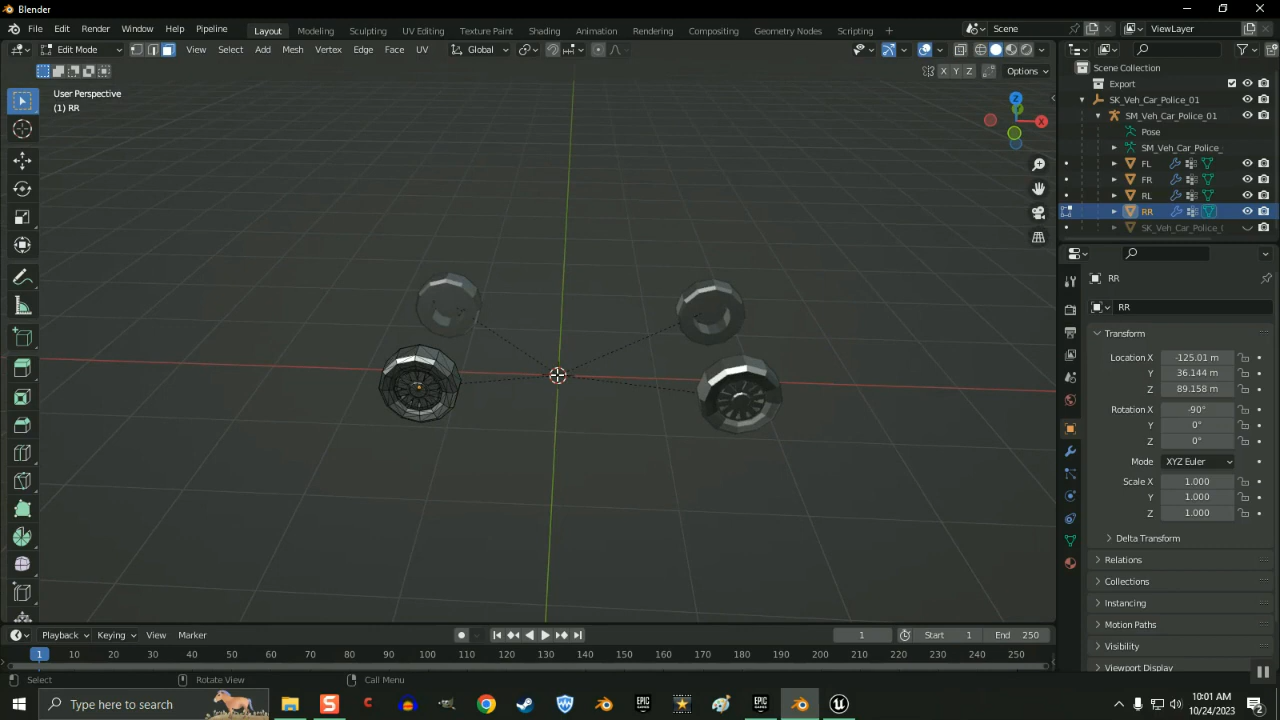 Blender
File Edit Render Window Help Pipeline
Layout Modeling Sculpting UV Editing Texture Paint Shading Animation Rendering Compositing Geometry Nodes Scripting
Scene ViewLayer
Edit Mode View Select Add Mesh Vertex Edge Face UV Global
X Y Z Options
User Perspective
(1) RR
Z
Y
X
Scene Collection
Export
SK_Veh_Car_Police_01
SM_Veh_Car_Police_01
Pose
SM_Veh_Car_Police_
FL
FR
RL
RR
SK_Veh_Car_Police_(
RR
RR
Transform
Location X -125.01 m
Y 36.144 m
Z 89.158 m
Rotation X -90°
Y 0°
Z 0°
Mode XYZ Euler
Scale X 1.000
Y 1.000
Z 1.000
Delta Transform
Relations
Collections
Instancing
Motion Paths
Visibility
Viewport Display
Playback Keying View Marker 1 Start 1 End 250
1 10 20 30 40 50 60 70 80 90 100 110 120 130 140 150 160 170 180 190 200 210 220 230 240 250
Select Rotate View Call Menu
Type here to search
EPIC GAMES
EPIC GAMES
10:01 AM
10/24/2023
2